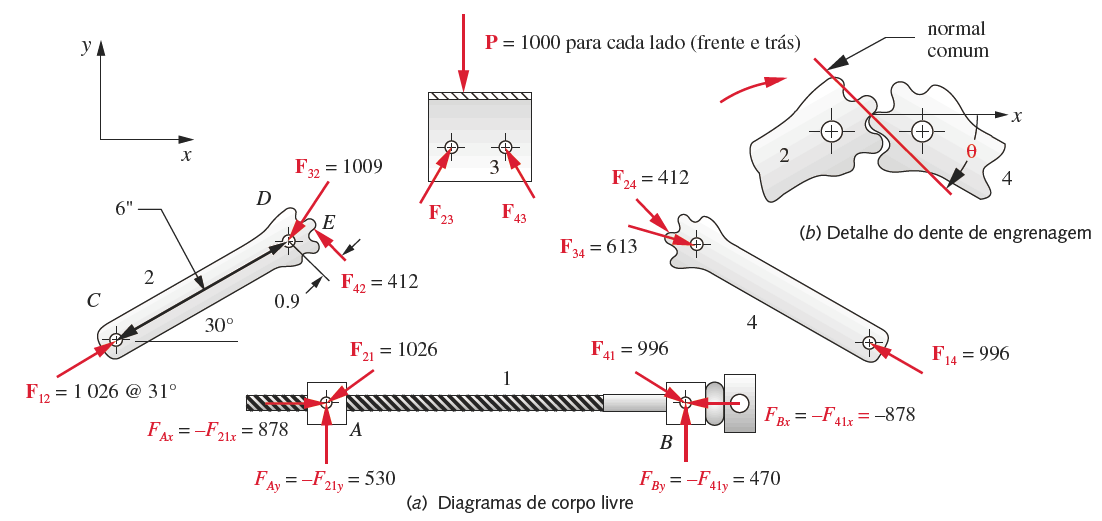 y
x
P = 1000 para cada lado (frente e trás)
normal
comum
x
θ
2
4
(b) Detalhe do dente de engrenagem
3
F23
F43
F32 = 1009
D
E
6"
2
C
30°
0.9
F42 = 412
F12 = 1 026 @ 31°
F24 = 412
F34 = 613
4
F14 = 996
F21 = 1026
1
F41 = 996
FAx = –F21x = 878
A
B
FBx = –F41x = –878
FAy = –F21y = 530
FBy = –F41y = 470
(a) Diagramas de corpo livre